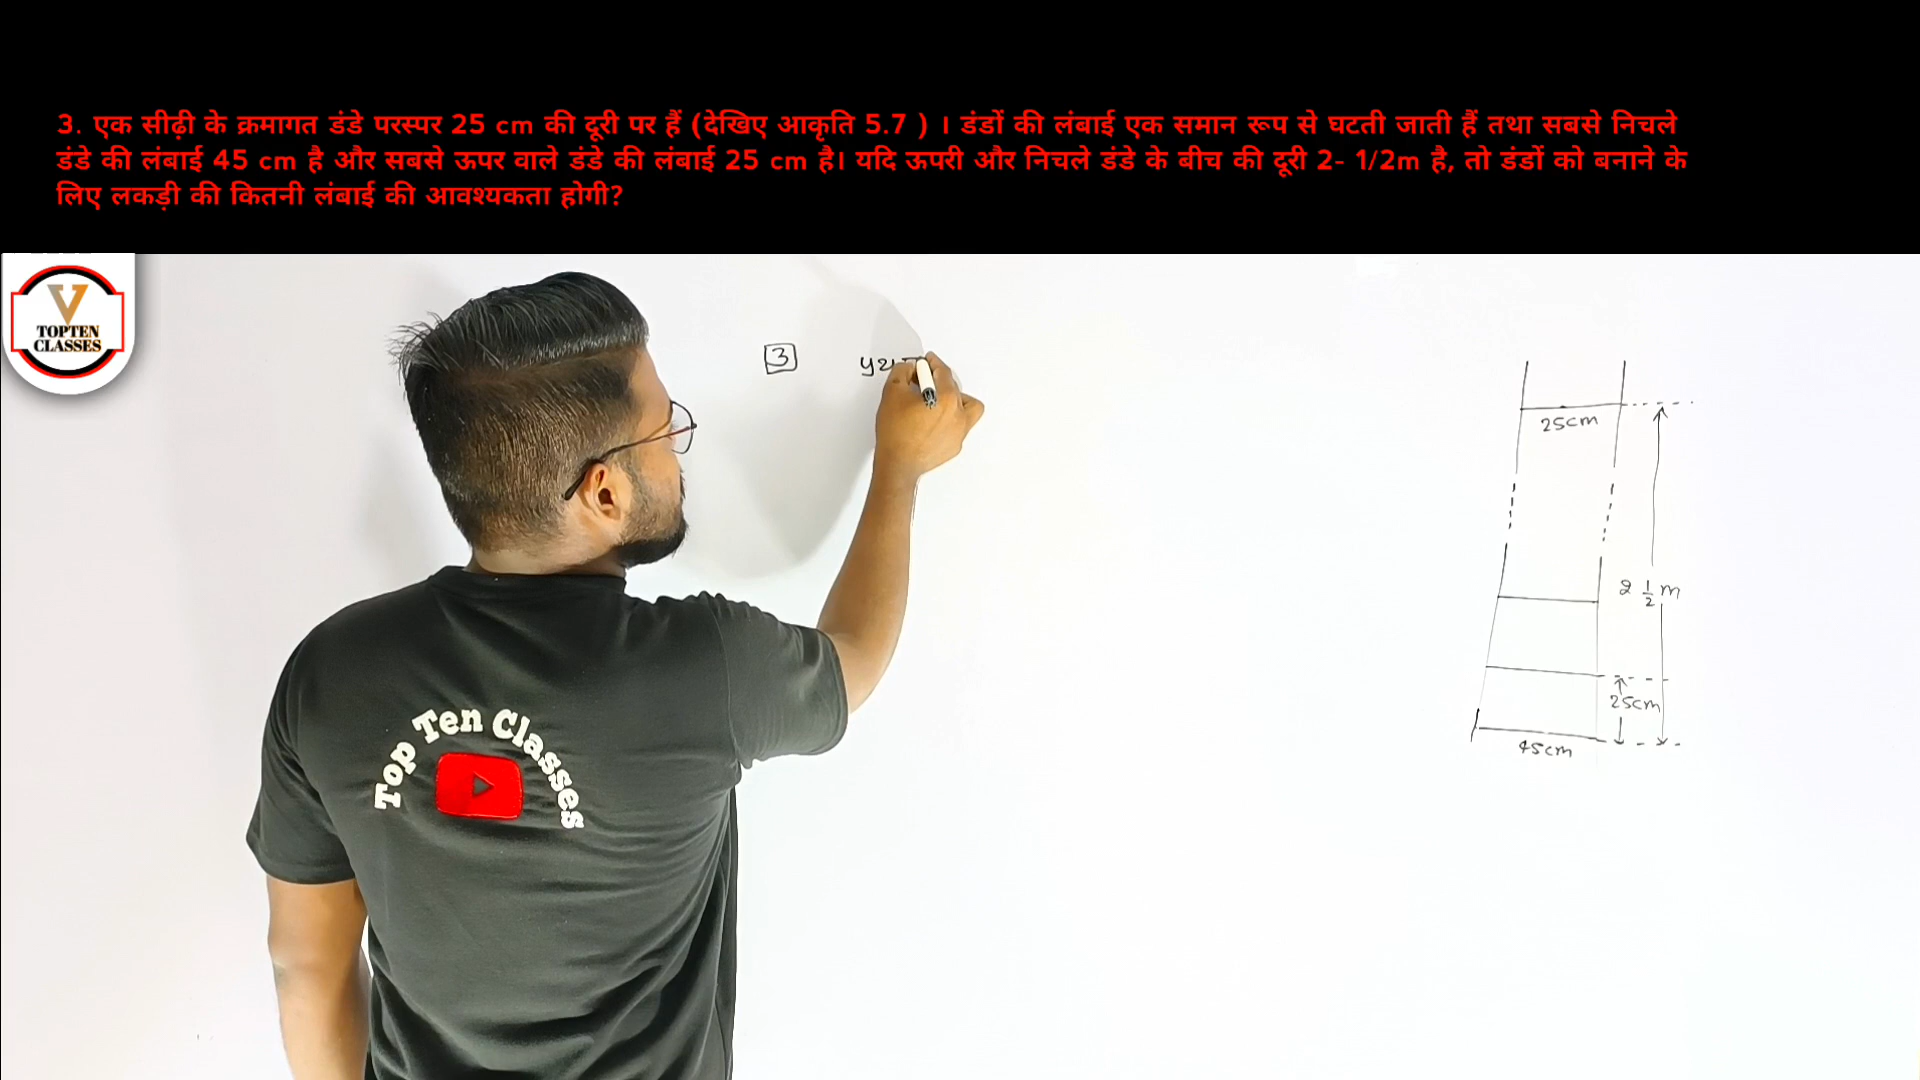 3. एक सीढ़ी के क्रमागत डंडे परस्पर 25 cm की दूरी पर हैं (देखिए आकृति 5.7 ) । डंडों की लंबाई एक समान रूप से घटती जाती हैं तथा सबसे निचले
डंडे की लंबाई 45 cm है और सबसे ऊपर वाले डंडे की लंबाई 25 cm है। यदि ऊपरी और निचले डंडे के बीच की दूरी 2- 1/2m है, तो डंडों को बनाने के
लिए लकड़ी की कितनी लंबाई की आवश्यकता होगी?
V
TOPTEN
CLASSES
3
25cm
2 1/2 m
25cm
45cm
Top Ten Classes